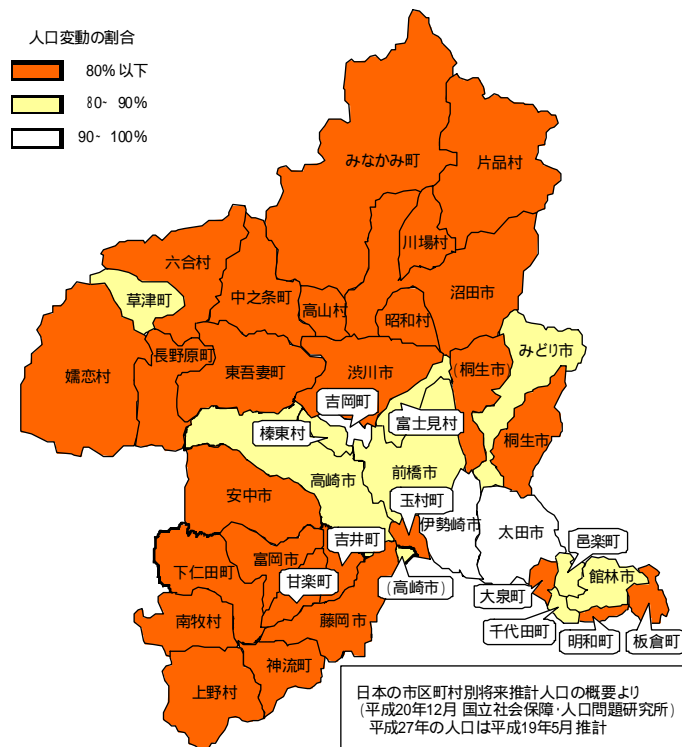 人口変動の割合
80% 以下
80- 90%
90- 100%
みなかみ町
片品村
川場村
六合村
沼田市
草津町
中之条町
高山村
昭和村
みどり市
長野原町
嬬恋村
東吾妻町
渋川市
(桐生市)
吉岡町
富士見村
榛東村
桐生市
高崎市
前橋市
安中市
玉村町
伊勢崎市
太田市
吉井町
邑楽町
富岡市
下仁田町
館林市
甘楽町
(高崎市)
大泉町
南牧村
藤岡市
千代田町
明和町
板倉町
神流町
上野村
日本の市区町村別将来推計人口の概要より
(平成20年12月 国立社会保障・人口問題研究所)
平成27年の人口は平成19年5月推計